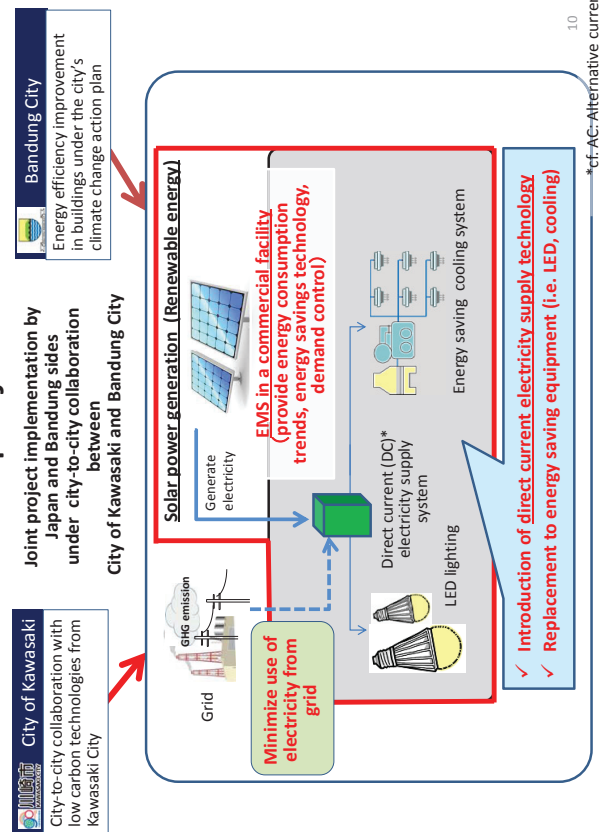 川崎市
City of Kawasaki
City-to-city collaboration with
low carbon technologies from
Kawasaki City
Joint project implementation by
Japan and Bandung sides
under city-to-city collaboration
between
City of Kawasaki and Bandung City
Bandung City
Energy efficiency improvement
in buildings under the city's
climate change action plan
GHG emission
Grid
Minimize use of
electricity from
grid
Solar power generation (Renewable energy)
Generate
electricity
EMS in a commercial facility
(provide energy consumption
trends, energy savings technology,
demand control)
Direct current (DC)*
electricity supply
system
LED lighting
Energy saving cooling system
✓ Introduction of direct current electricity supply technology
✓ Replacement to energy saving equipment (i.e. LED, cooling)
*cf. AC: Alternative curren
10